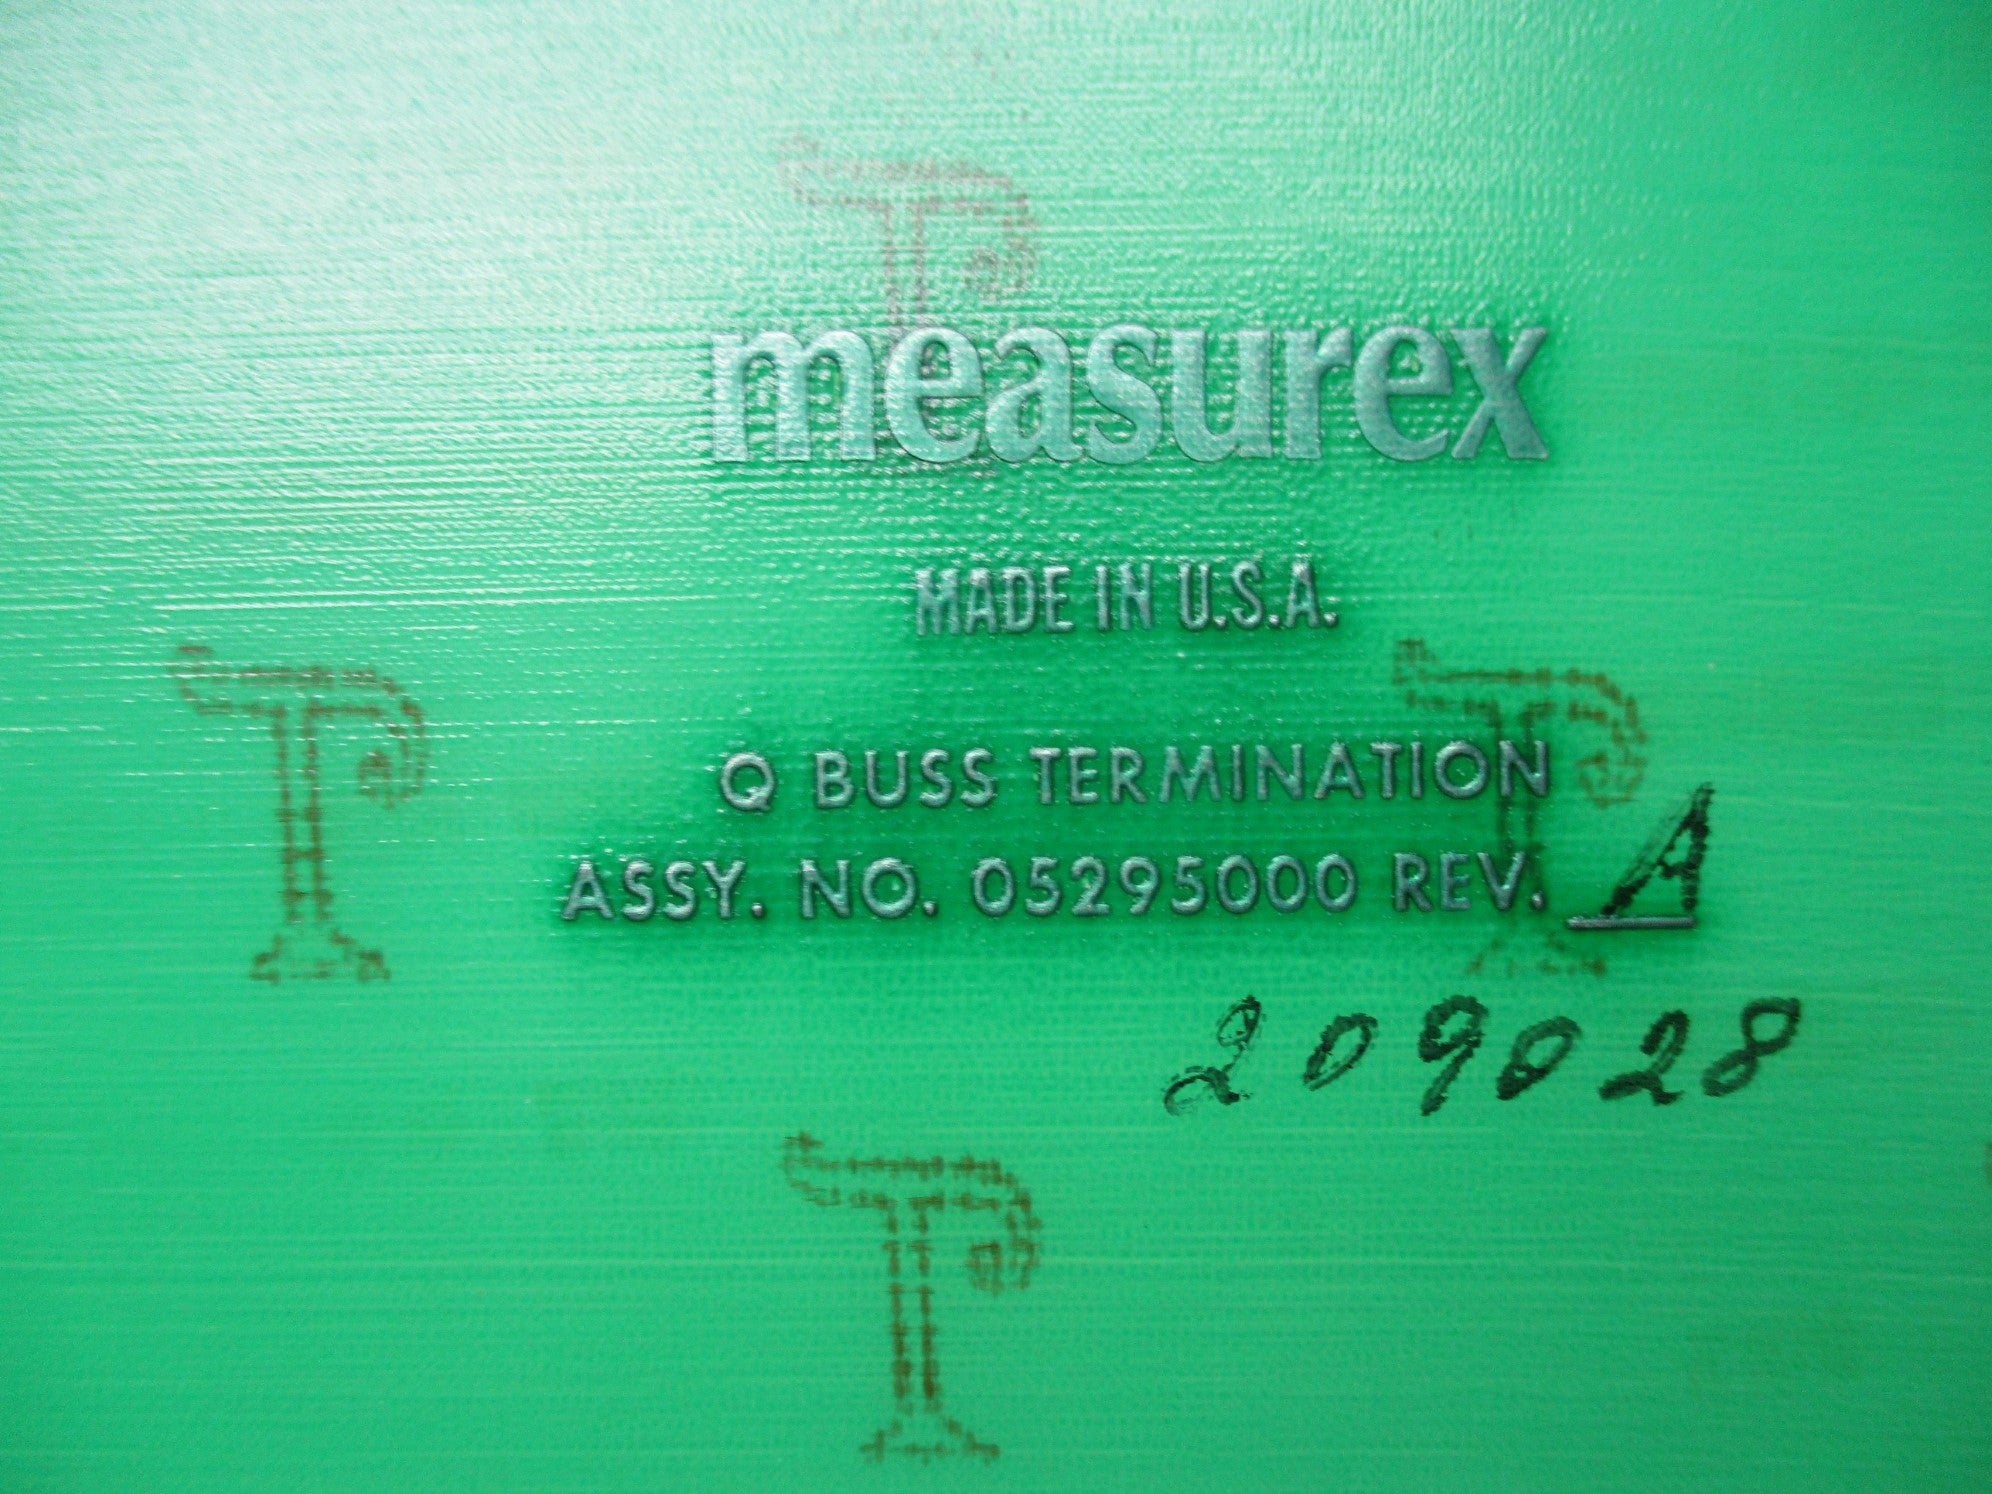 measurex
MADE IN U.S.A.
Q BUSS TERMINATION
ASSY. NO. 05295000 REV. A
209028